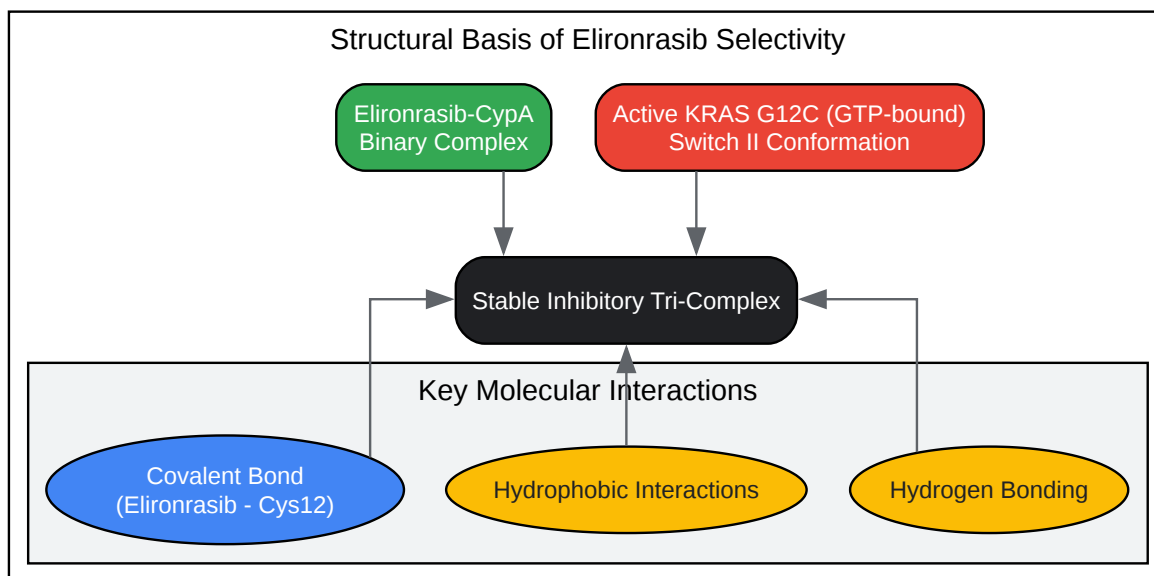 Structural Basis of Elironrasib Selectivity
Elironrasib-CypA
Binary Complex
Active KRAS G12C (GTP-bound)
Switch II Conformation
Stable Inhibitory Tri-Complex
Key Molecular Interactions
Covalent Bond
(Elironrasib - Cys12)
Hydrophobic Interactions
Hydrogen Bonding